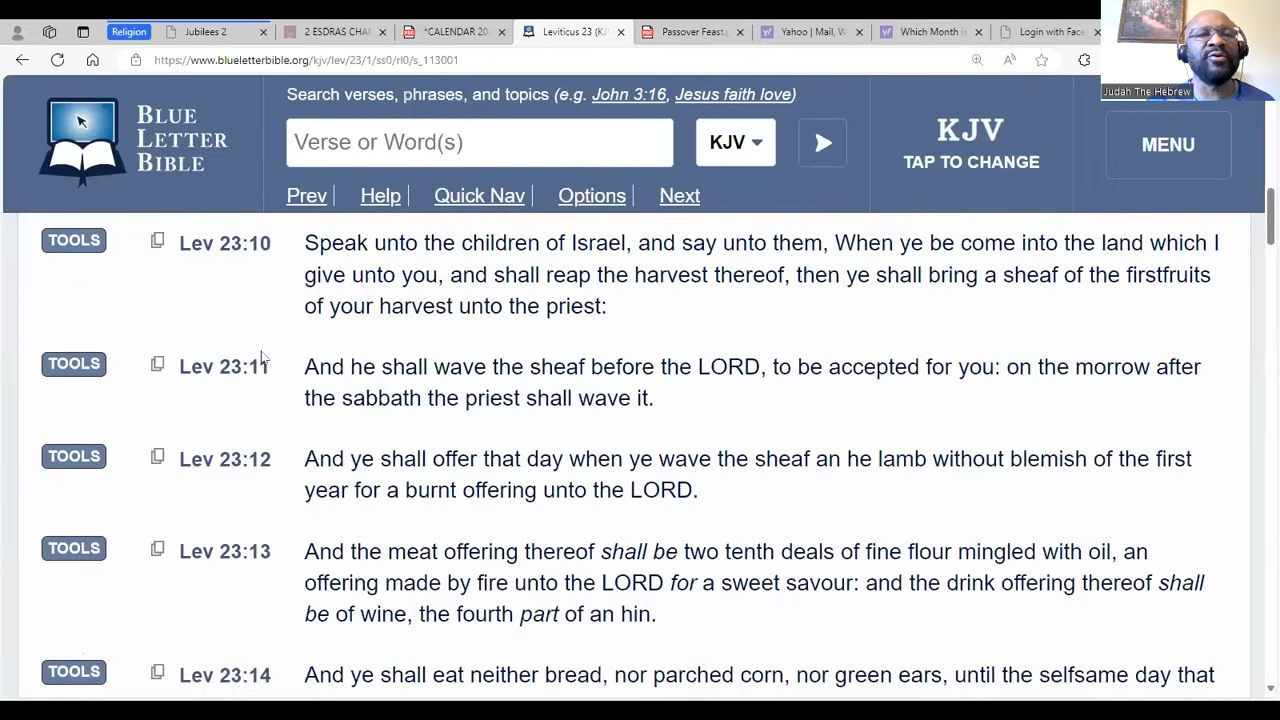 Religion
Jubilees 2
2 ESDRAS CHA
*CALENDAR 20
Leviticus 23 (KJ
Passover Feast.p
Yahoo | Mail, W
Which Month is
Login with Face
https://www.blueletterbible.org/kjv/lev/23/1/ss0/rl0/s_113001
Judah The Hebrew
BLUE
LETTER
BIBLE
Search verses, phrases, and topics (e.g. John 3:16, Jesus faith love)
Verse or Word(s)
KJV
Prev
Help
Quick Nav
Options
Next
KJV
TAP TO CHANGE
MENU
TOOLS
Lev 23:10
Speak unto the children of Israel, and say unto them, When ye be come into the land which I
give unto you, and shall reap the harvest thereof, then ye shall bring a sheaf of the firstfruits
of your harvest unto the priest:
TOOLS
Lev 23:11
And he shall wave the sheaf before the LORD, to be accepted for you: on the morrow after
the sabbath the priest shall wave it.
TOOLS
Lev 23:12
And ye shall offer that day when ye wave the sheaf an he lamb without blemish of the first
year for a burnt offering unto the LORD.
TOOLS
Lev 23:13
And the meat offering thereof shall be two tenth deals of fine flour mingled with oil, an
offering made by fire unto the LORD for a sweet savour: and the drink offering thereof shall
be of wine, the fourth part of an hin.
TOOLS
Lev 23:14
And ye shall eat neither bread, nor parched corn, nor green ears, until the selfsame day that